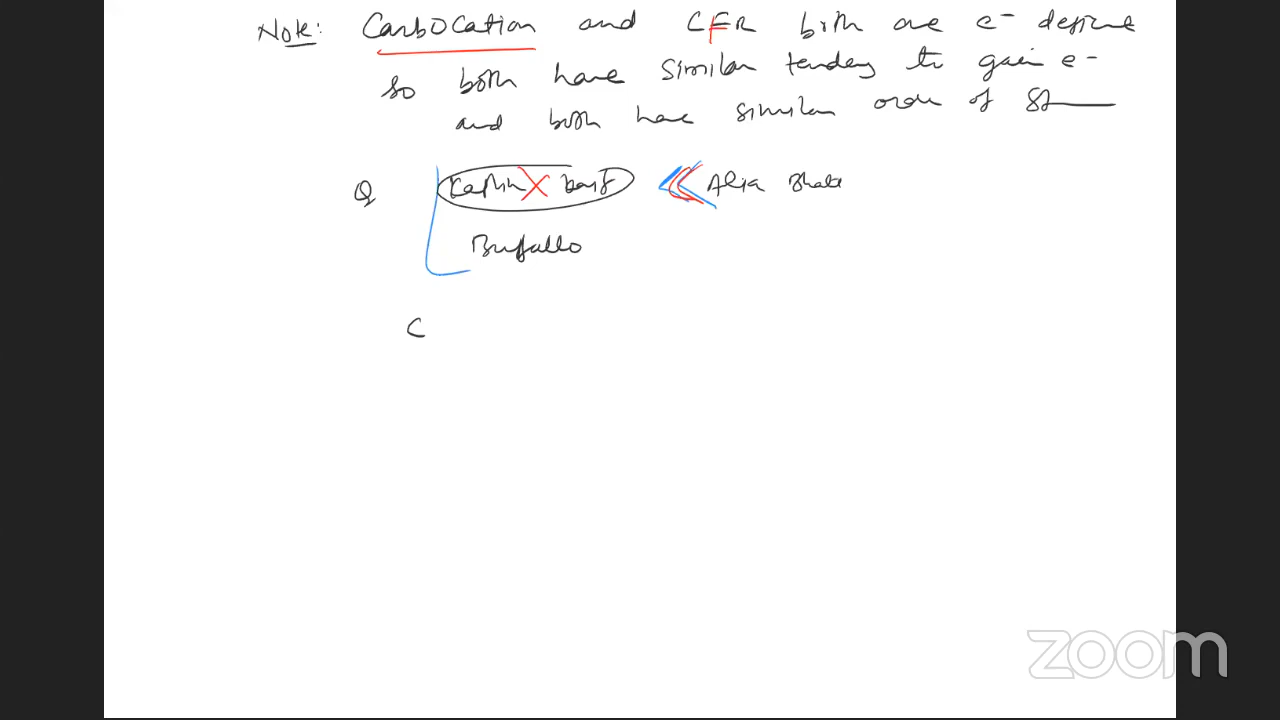 Note: Carbocation and CFR both are e- deficient
so both have similar tendency to gain e-
and both have similar order of St
Q Alia Bhatt
Buffallo
C
zoom